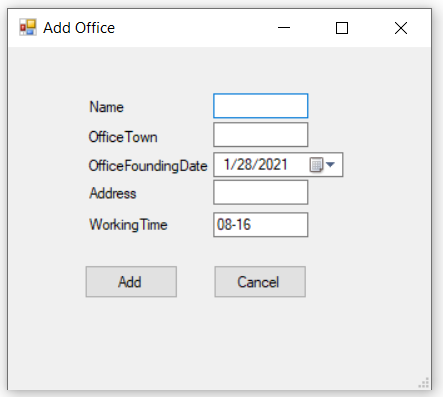 Add Office
Name
OfficeTown
OfficeFoundingDate 1/28/2021
Address
WorkingTime 08-16
Add Cancel